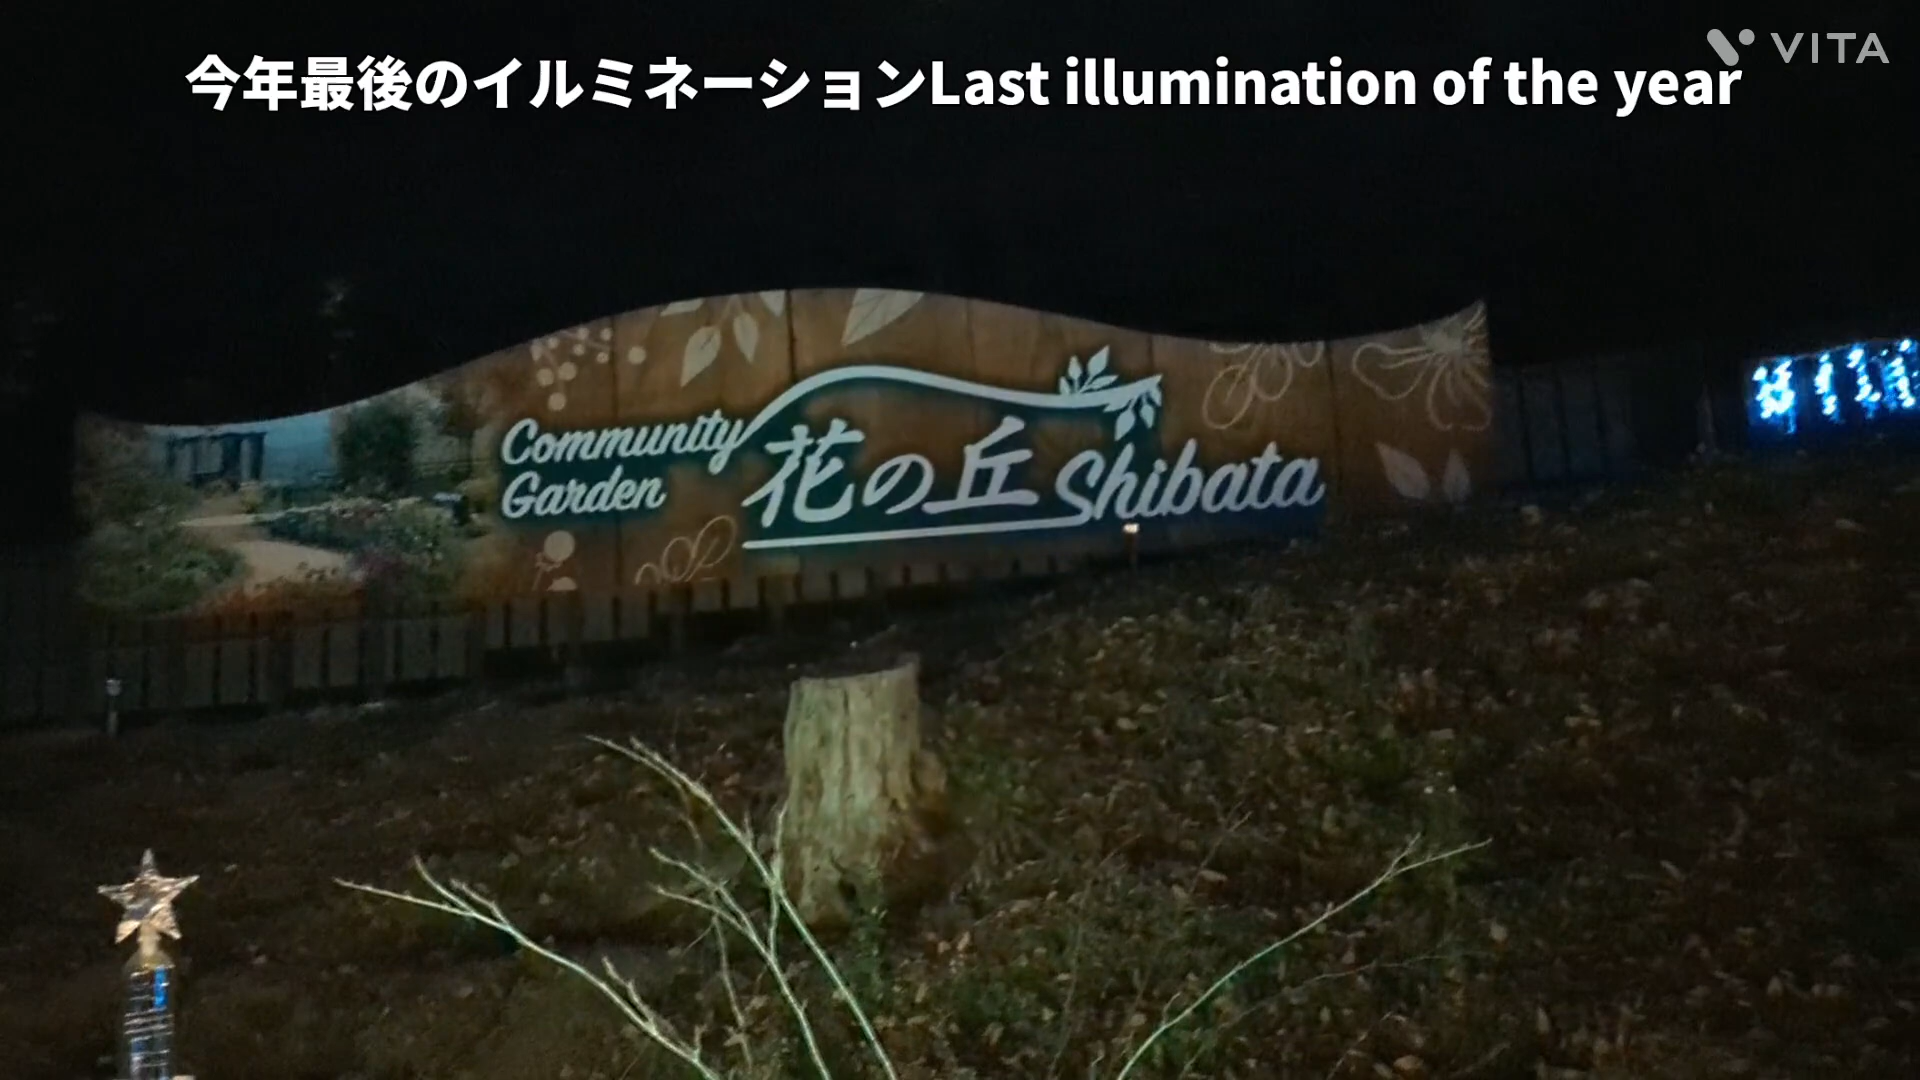 VITA
今年最後のイルミネーションLast illumination of the year
Community
Garden
花の丘 Shibata